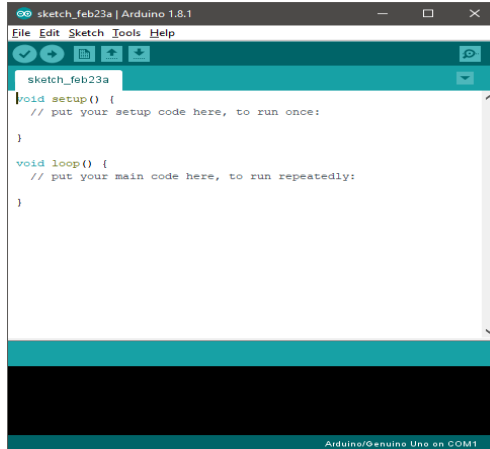 sketch_feb23a | Arduino 1.8.1
File Edit Sketch Tools Help
sketch_feb23a
void setup() {
  // put your setup code here, to run once:
}
void loop() {
  // put your main code here, to run repeatedly:
}
Arduino/Genuino Uno on COM1